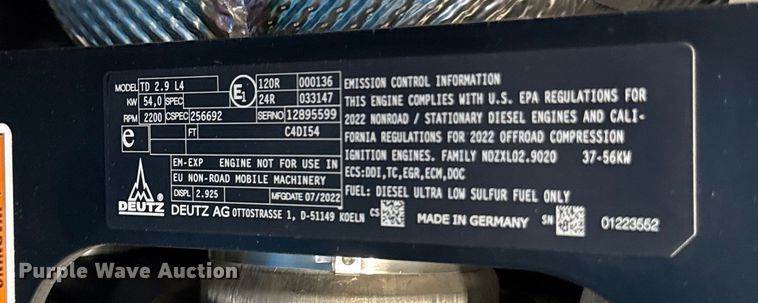 MODEL TD 2.9 L4
KW 54,0 SPEC
RPM 2200 CSPEC 256692
E1
120R 000136
24R 033147
SERNO 12895599
e FT C4DI54
EM-EXP ENGINE NOT FOR USE IN
EU NON-ROAD MOBILE MACHINERY
DISPL 2.925 MFGDATE 07/2022
DEUTZ
DEUTZ AG OTTOSTRASSE 1, D-51149 KOELN CS
EMISSION CONTROL INFORMATION
THIS ENGINE COMPLIES WITH U.S. EPA REGULATIONS FOR
2022 NONROAD / STATIONARY DIESEL ENGINES AND CALI-
FORNIA REGULATIONS FOR 2022 OFFROAD COMPRESSION
IGNITION ENGINES. FAMILY NDZXL02.9020 37-56KW
ECS:DDI,TC,EGR,ECM,DOC
FUEL: DIESEL ULTRA LOW SULFUR FUEL ONLY
MADE IN GERMANY SN 01223552
WARNING
Purple Wave Auction